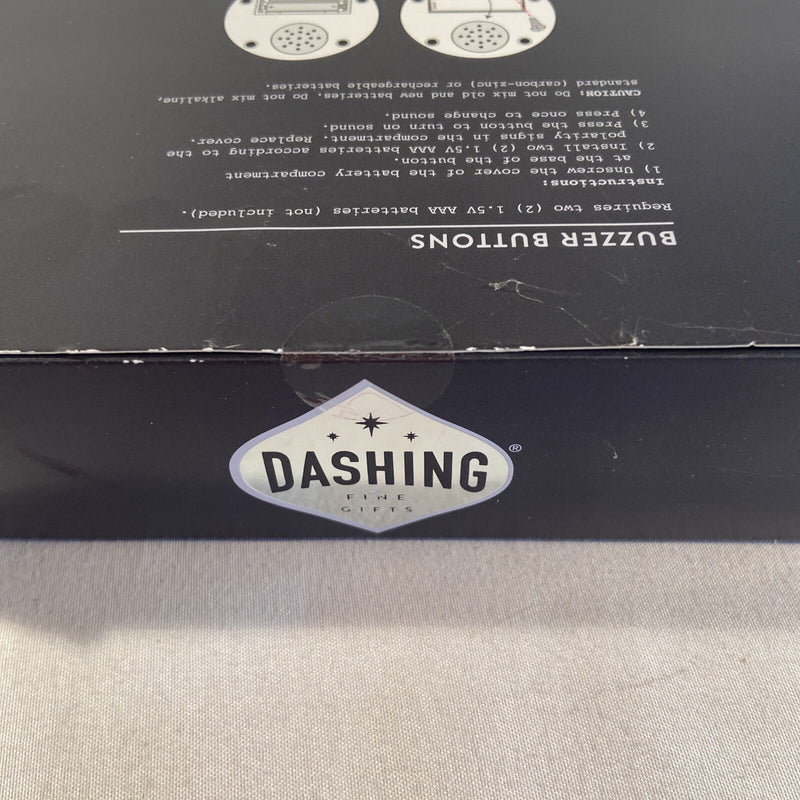 BUZZER BUTTONS
Requires two (2) 1.5V AAA batteries (not included).
Instructions:
1) Unscrew the cover of the battery compartment
at the base of the button.
2) Install two (2) 1.5V AAA batteries according to the
polarity signs in the compartment. Replace cover.
3) Press the button to turn on sound.
4) Press once to change sound.
CAUTION: Do not mix old and new batteries. Do not mix alkaline,
standard (carbon-zinc) or rechargeable batteries.
DASHING®
FINE
GIFTS